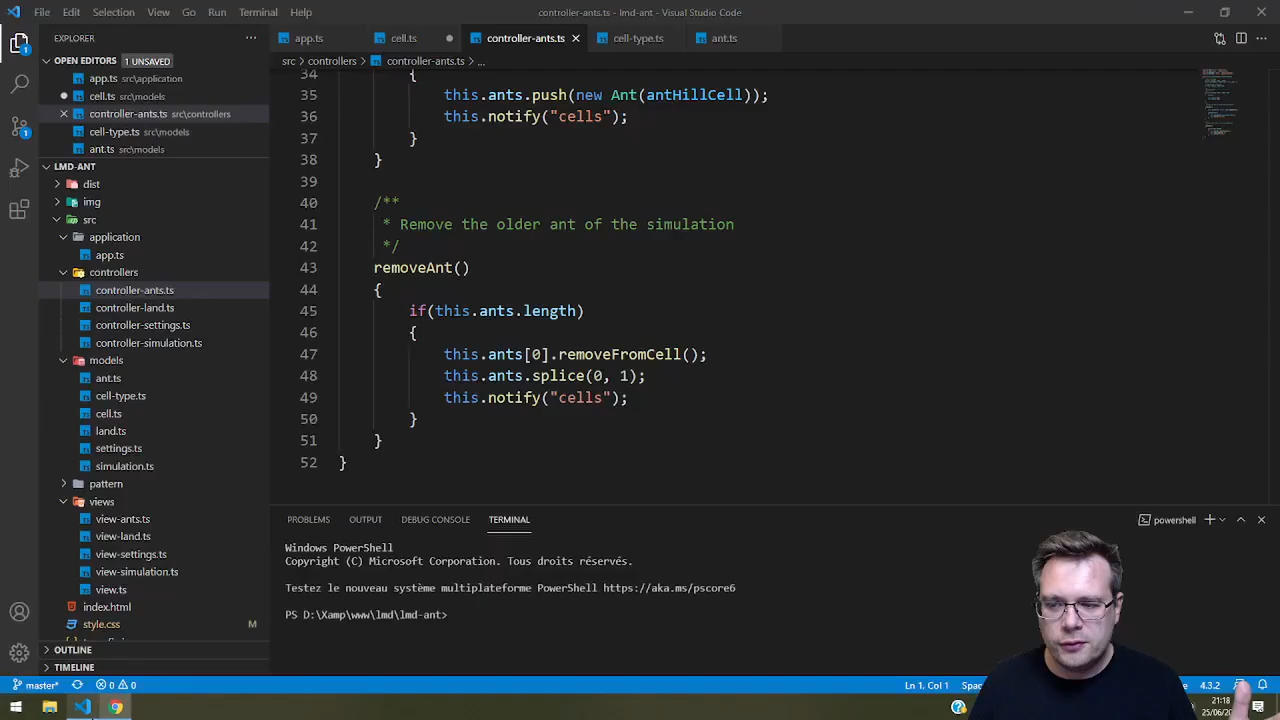 File Edit Selection View Go Run Terminal Help
controller-ants.ts - lmd-ant - Visual Studio Code
EXPLORER
OPEN EDITORS 1 UNSAVED
app.ts src\application
cell.ts src\models
controller-ants.ts src\controllers
cell-type.ts src\models
ant.ts src\models
LMD-ANT
dist
img
src
application
app.ts
controllers
controller-ants.ts
controller-land.ts
controller-settings.ts
controller-simulation.ts
models
ant.ts
cell-type.ts
cell.ts
land.ts
settings.ts
simulation.ts
pattern
views
view-ants.ts
view-land.ts
view-settings.ts
view-simulation.ts
view.ts
index.html
style.css M
OUTLINE
TIMELINE
app.ts cell.ts controller-ants.ts cell-type.ts ant.ts
src > controllers > controller-ants.ts > ...
34 {
35 this.ants.push(new Ant(antHillCell));
36 this.notify("cells");
37 }
38 }
39
40 /**
41 * Remove the older ant of the simulation
42 */
43 removeAnt()
44 {
45 if(this.ants.length)
46 {
47 this.ants[0].removeFromCell();
48 this.ants.splice(0, 1);
49 this.notify("cells");
50 }
51 }
52 }
PROBLEMS OUTPUT DEBUG CONSOLE TERMINAL
powershell
Windows PowerShell
Copyright (C) Microsoft Corporation. Tous droits réservés.
Testez le nouveau système multiplateforme PowerShell https://aka.ms/pscore6
PS D:\Xamp\www\lmd\lmd-ant>
master* 0 0
Ln 1, Col 1
4.3.2
21:18